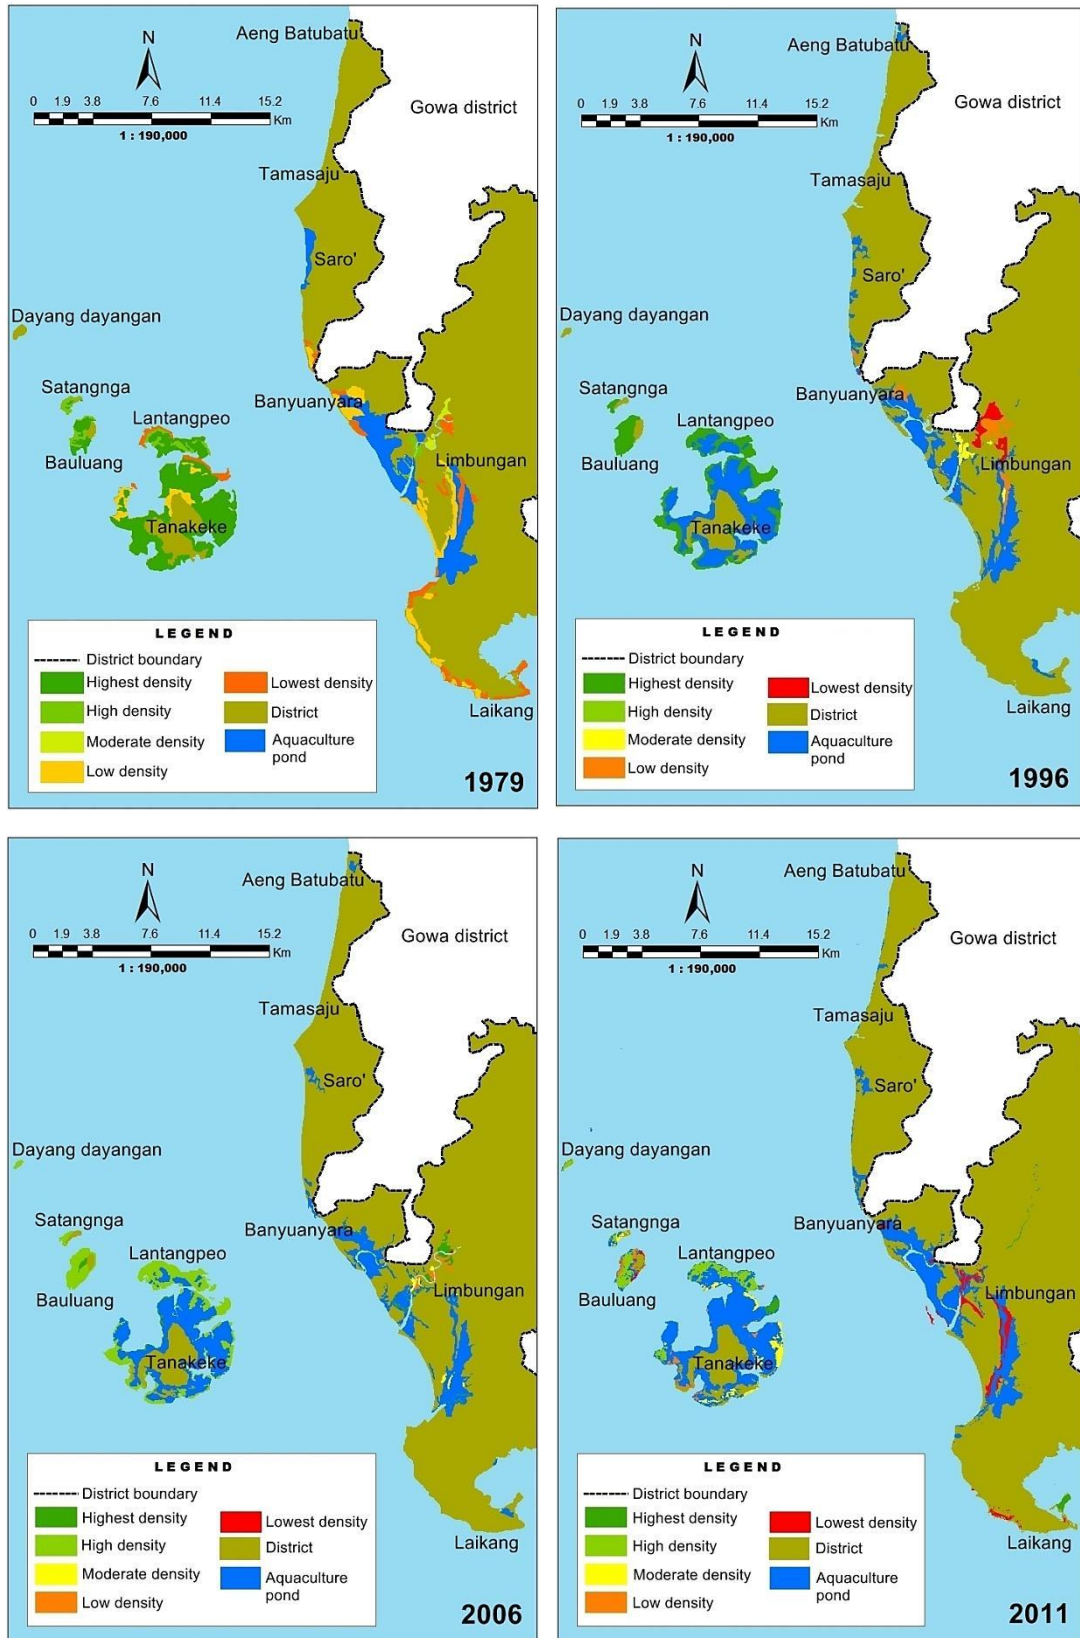 Aeng Batubatu
N
Gowa district
0 1.9 3.8 7.6 11.4 15.2
Km
1 : 190,000
Tamasaju
Saro'
Dayang dayangan
Satangnga
Lantangpeo
Banyuanyara
Bauluang
Limbungan
Tanakeke
LEGEND
District boundary
Highest density
Lowest density
High density
District
Moderate density
Aquaculture
pond
Low density
Laikang
1979
Aeng Batubatu
N
Gowa district
0 1.9 3.8 7.6 11.4 15.2
Km
1 : 190,000
Tamasaju
Saro'
Dayang dayangan
Satangnga
Lantangpeo
Banyuanyara
Bauluang
Limbungan
Tanakeke
LEGEND
District boundary
Highest density
Lowest density
High density
District
Moderate density
Aquaculture
pond
Low density
Laikang
1996
Aeng Batubatu
N
Gowa district
0 1.9 3.8 7.6 11.4 15.2
Km
1 : 190,000
Tamasaju
Saro'
Dayang dayangan
Satangnga
Lantangpeo
Banyuanyara
Bauluang
Limbungan
Tanakeke
LEGEND
District boundary
Highest density
Lowest density
High density
District
Moderate density
Aquaculture
pond
Low density
Laikang
2006
Aeng Batubatu
N
Gowa district
0 1.9 3.8 7.6 11.4 15.2
Km
1 : 190,000
Tamasaju
Saro'
Dayang dayangan
Satangnga
Lantangpeo
Banyuanyara
Bauluang
Limbungan
Tanakeke
LEGEND
District boundary
Highest density
Lowest density
High density
District
Moderate density
Aquaculture
pond
Low density
Laikang
2011